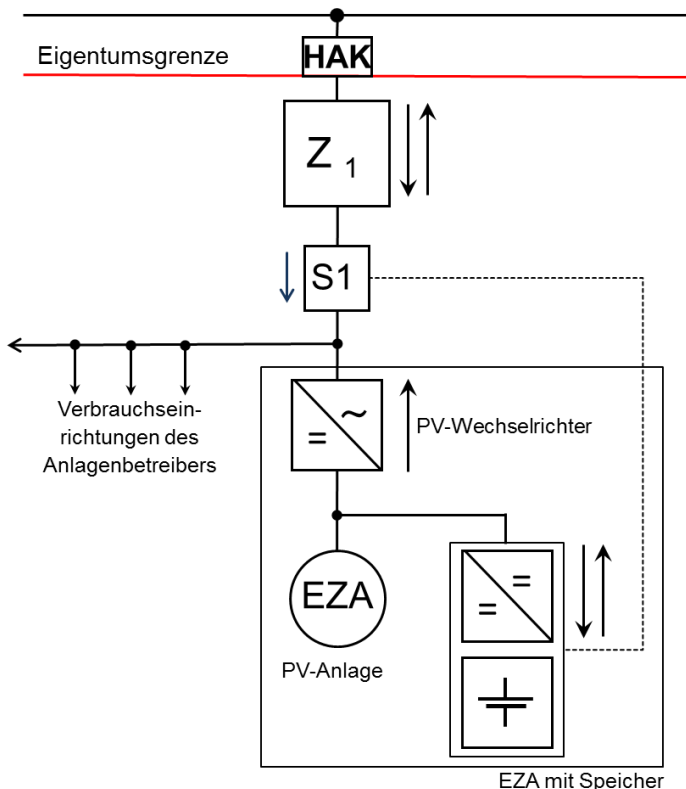 Eigentumsgrenze
HAK
Z 1
S1
Verbrauchsein-
richtungen des
Anlagenbetreibers
~
=
PV-Wechselrichter
EZA
PV-Anlage
=
=
EZA mit Speicher